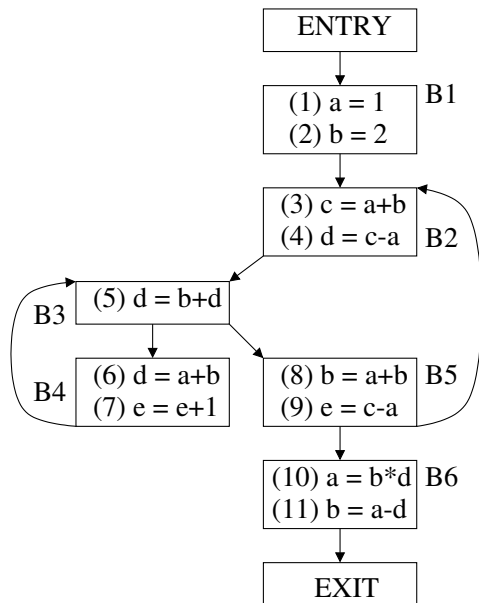 ENTRY
B1
(1) a = 1
(2) b = 2
(3) c = a+b
(4) d = c-a
B2
(5) d = b+d
B3
(6) d = a+b
(7) e = e+1
B4
(8) b = a+b
(9) e = c-a
B5
(10) a = b*d
(11) b = a-d
B6
EXIT